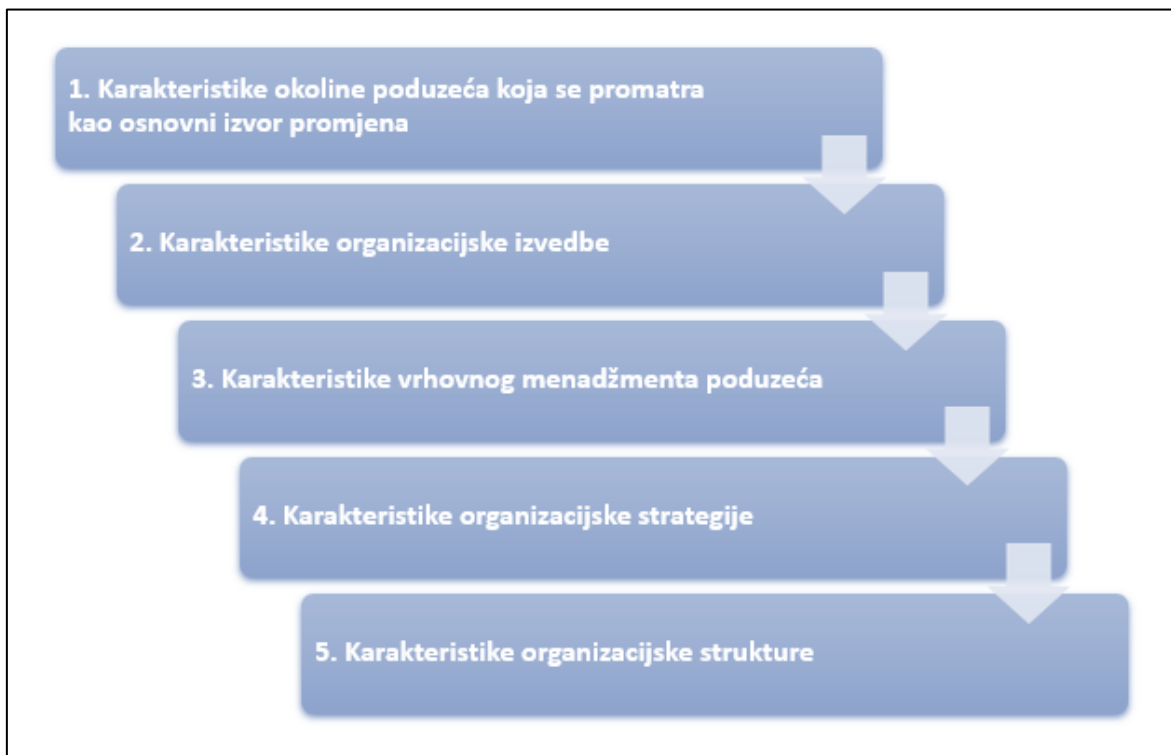 1. Karakteristike okoline poduzeća koja se promatra
kao osnovni izvor promjena
2. Karakteristike organizacijske izvedbe
3. Karakteristike vrhovnog menadžmenta poduzeća
4. Karakteristike organizacijske strategije
5. Karakteristike organizacijske strukture